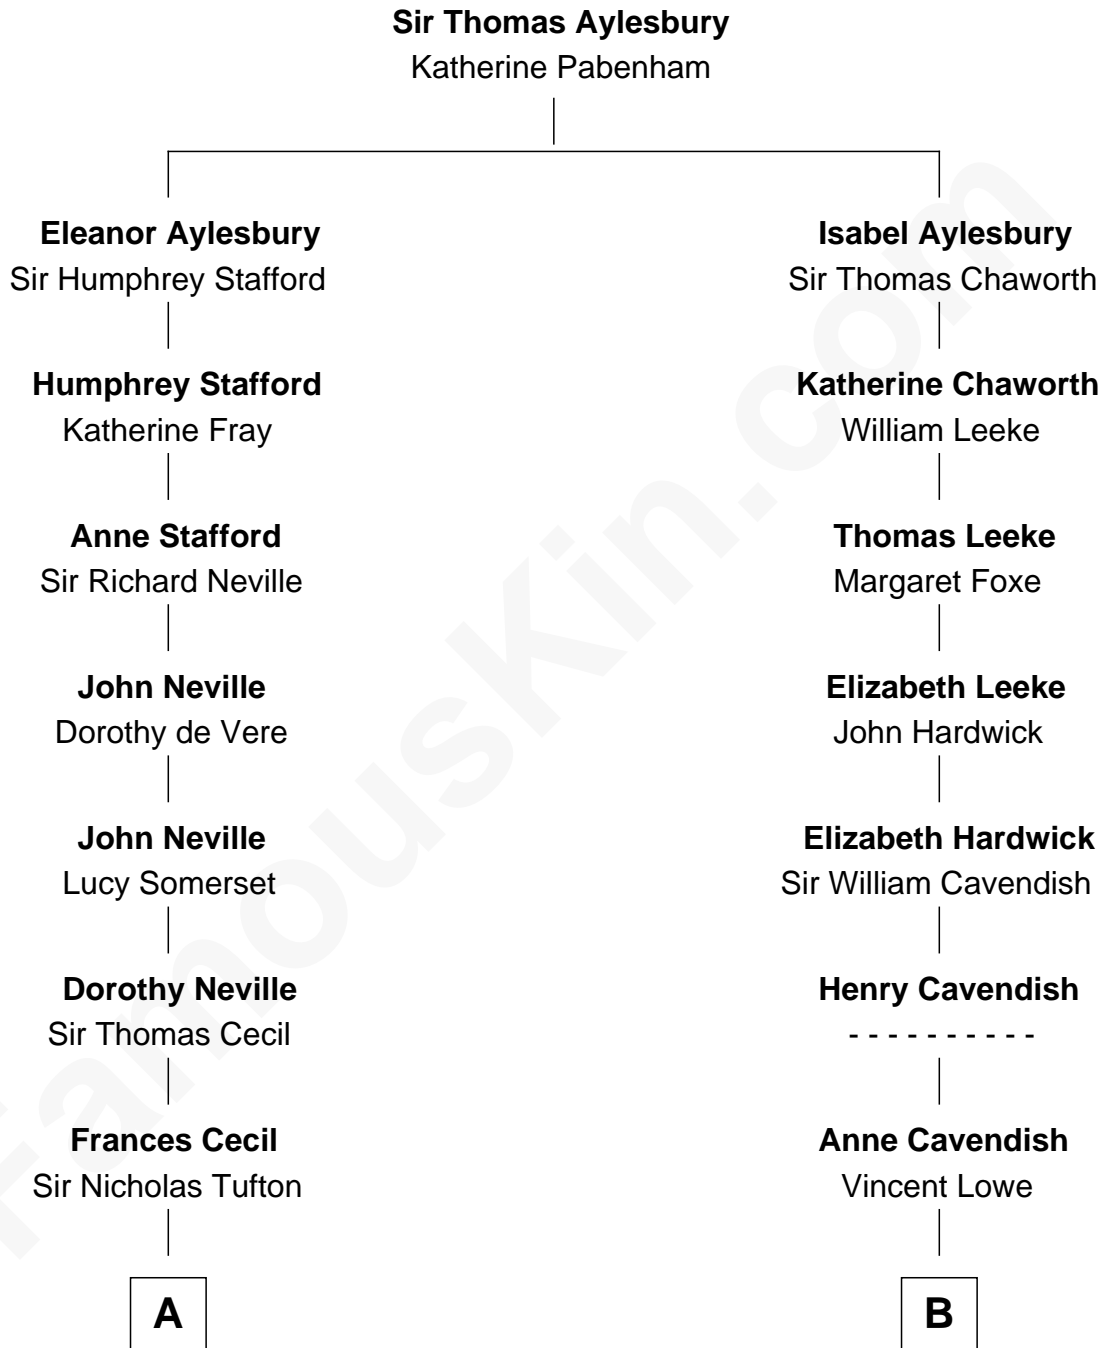 Sir Thomas Aylesbury
Katherine Pabenham
Eleanor Aylesbury
Sir Humphrey Stafford
Isabel Aylesbury
Sir Thomas Chaworth
Humphrey Stafford
Katherine Fray
Katherine Chaworth
William Leeke
Anne Stafford
Sir Richard Neville
Thomas Leeke
Margaret Foxe
John Neville
Dorothy de Vere
Elizabeth Leeke
John Hardwick
John Neville
Lucy Somerset
Elizabeth Hardwick
Sir William Cavendish
Dorothy Neville
Sir Thomas Cecil
Henry Cavendish
- - - - - - - - - -
Frances Cecil
Sir Nicholas Tufton
Anne Cavendish
Vincent Lowe
A
B
FamousKin.com